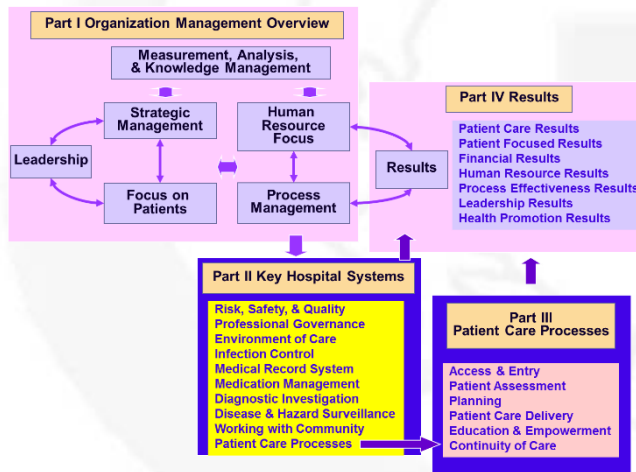 Part I Organization Management Overview
Measurement, Analysis,
& Knowledge Management
Strategic
Management
Human
Resource
Focus
Leadership
Focus on
Patients
Process
Management
Results
Part IV Results
Patient Care Results
Patient Focused Results
Financial Results
Human Resource Results
Process Effectiveness Results
Leadership Results
Health Promotion Results
Part II Key Hospital Systems
Risk, Safety, & Quality
Professional Governance
Environment of Care
Infection Control
Medical Record System
Medication Management
Diagnostic Investigation
Disease & Hazard Surveillance
Working with Community
Patient Care Processes
Part III
Patient Care Processes
Access & Entry
Patient Assessment
Planning
Patient Care Delivery
Education & Empowerment
Continuity of Care